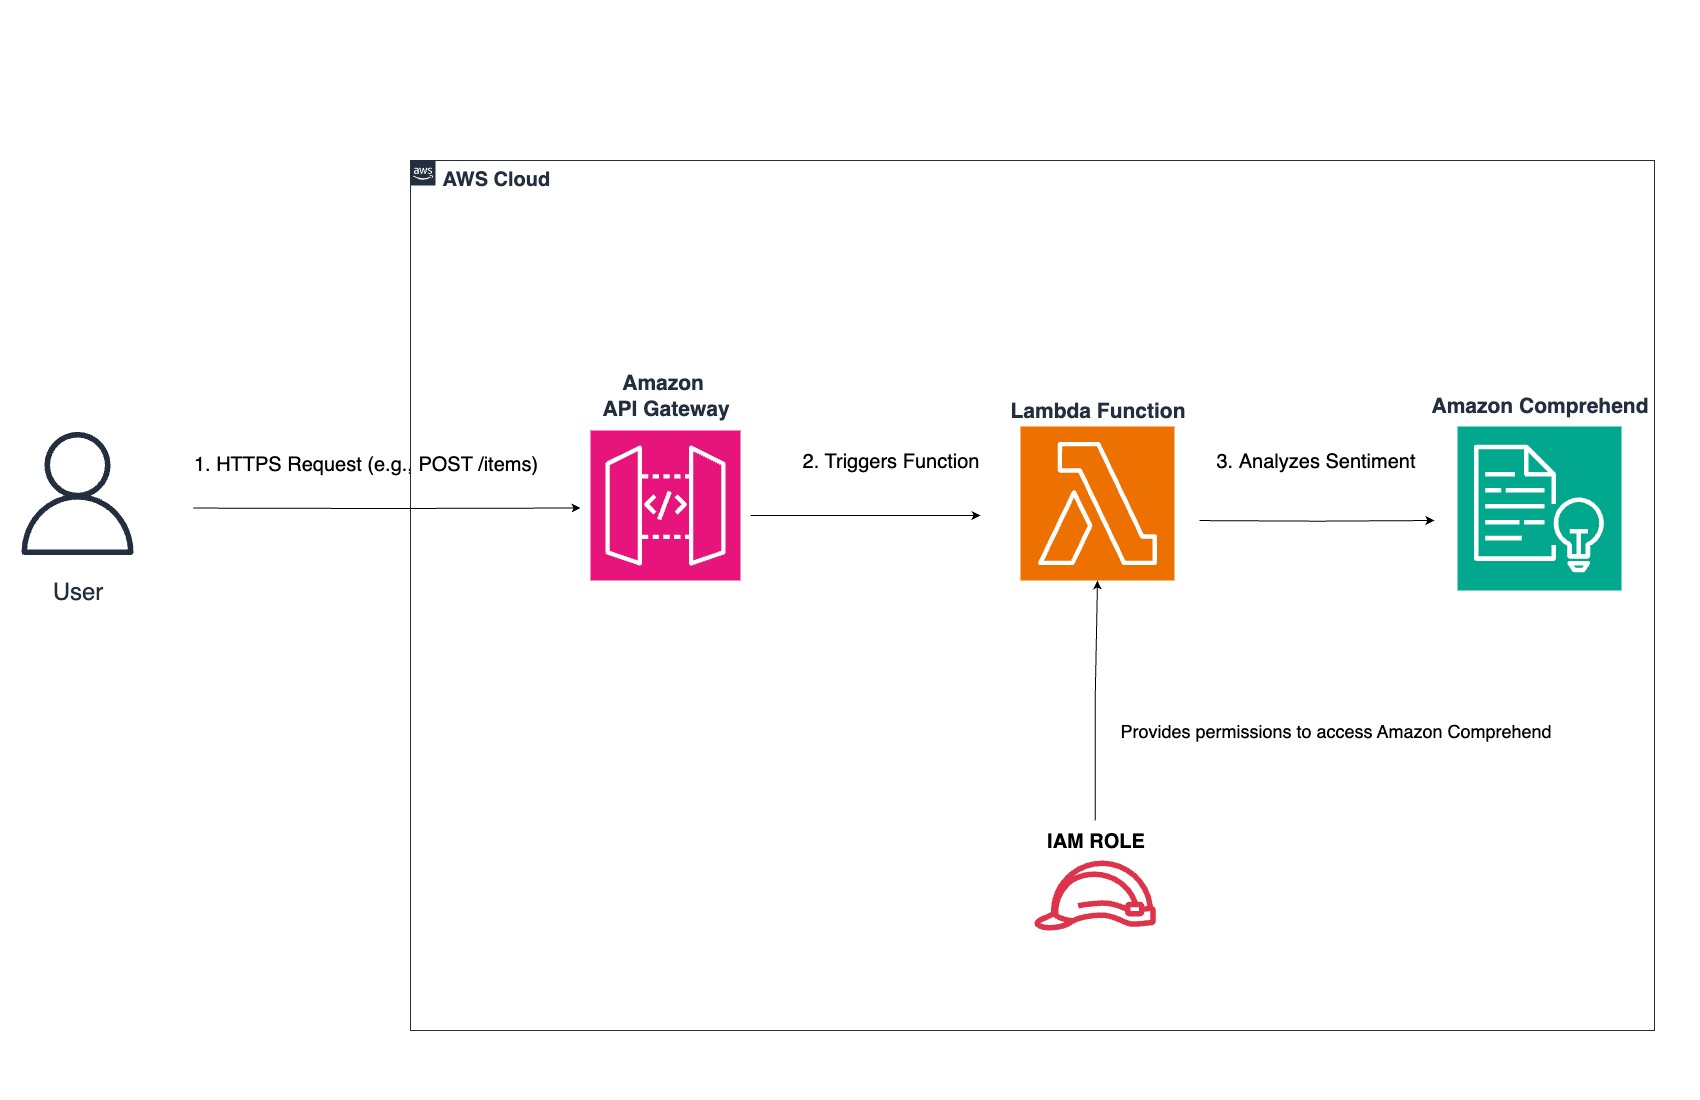 aws
AWS Cloud
Amazon
API Gateway
Lambda Function
Amazon Comprehend
1. HTTPS Request (e.g., POST /items)
2. Triggers Function
3. Analyzes Sentiment
</>
User
Provides permissions to access Amazon Comprehend
IAM ROLE